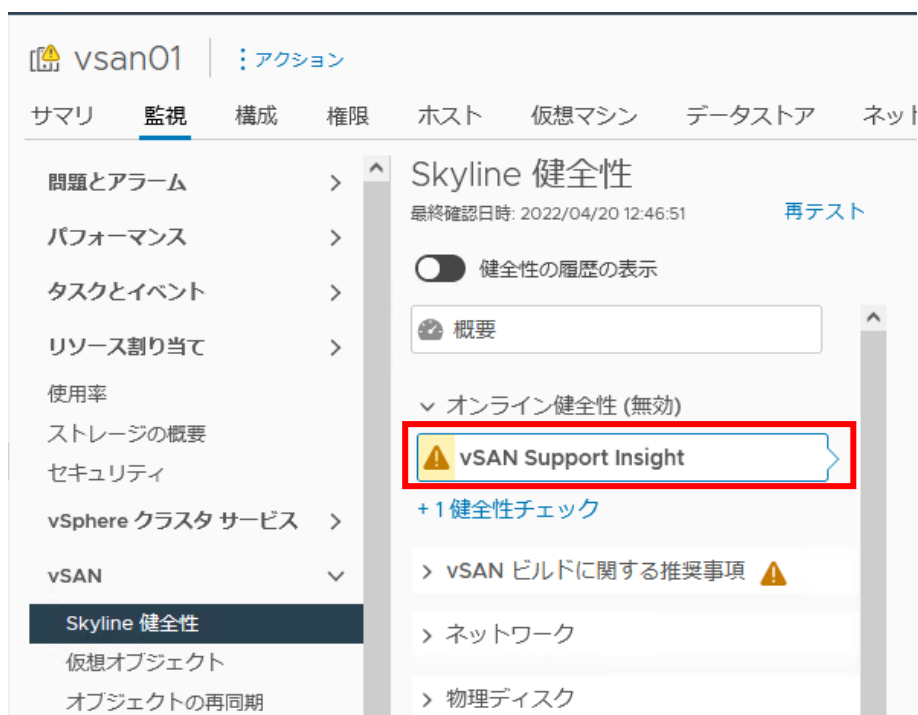 vsan01
アクション
サマリ 監視 構成 権限 ホスト 仮想マシン データストア ネット
問題とアラーム
パフォーマンス
タスクとイベント
リソース割り当て
使用率
ストレージの概要
セキュリティ
vSphere クラスタ サービス
vSAN
Skyline 健全性
仮想オブジェクト
オブジェクトの再同期
Skyline 健全性
最終確認日時: 2022/04/20 12:46:51 再テスト
健全性の履歴の表示
概要
オンライン健全性 (無効)
vSAN Support Insight
+ 1 健全性チェック
vSAN ビルドに関する推奨事項
ネットワーク
物理ディスク